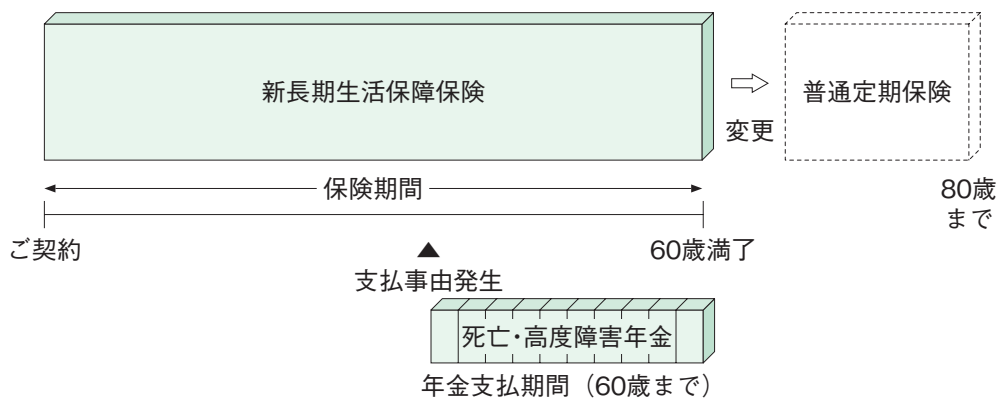 新長期生活保障保険
変更
普通定期保険
保険期間
80歳
まで
ご契約
60歳満了
支払事由発生
死亡・高度障害年金
年金支払期間（60歳まで）